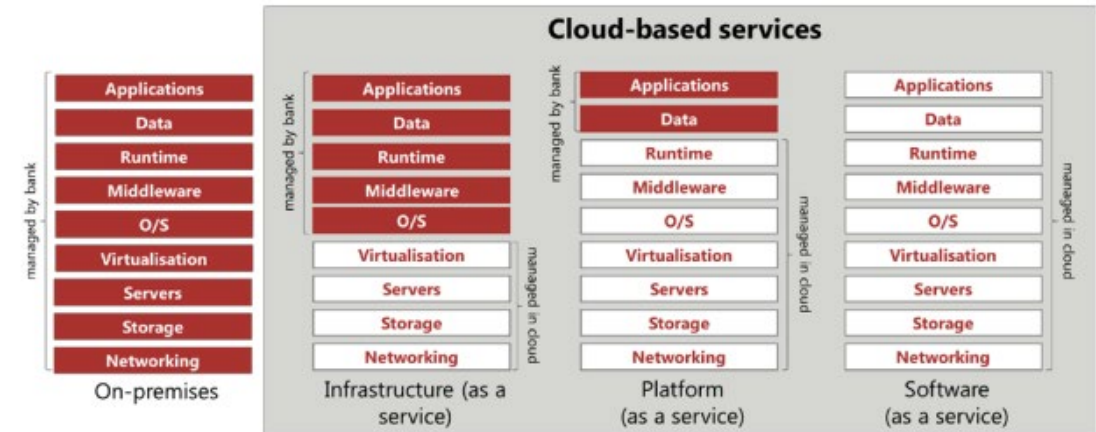 Cloud-based services
managed by bank
Applications
Data
Runtime
Middleware
O/S
Virtualisation
Servers
Storage
Networking
On-premises
managed by bank
Applications
Data
Runtime
Middleware
O/S
Virtualisation
Servers
Storage
Networking
managed in cloud
Infrastructure (as a
service)
managed by bank
Applications
Data
Runtime
Middleware
O/S
Virtualisation
Servers
Storage
Networking
managed in cloud
Platform
(as a service)
Applications
Data
Runtime
Middleware
O/S
Virtualisation
Servers
Storage
Networking
managed in cloud
Software
(as a service)